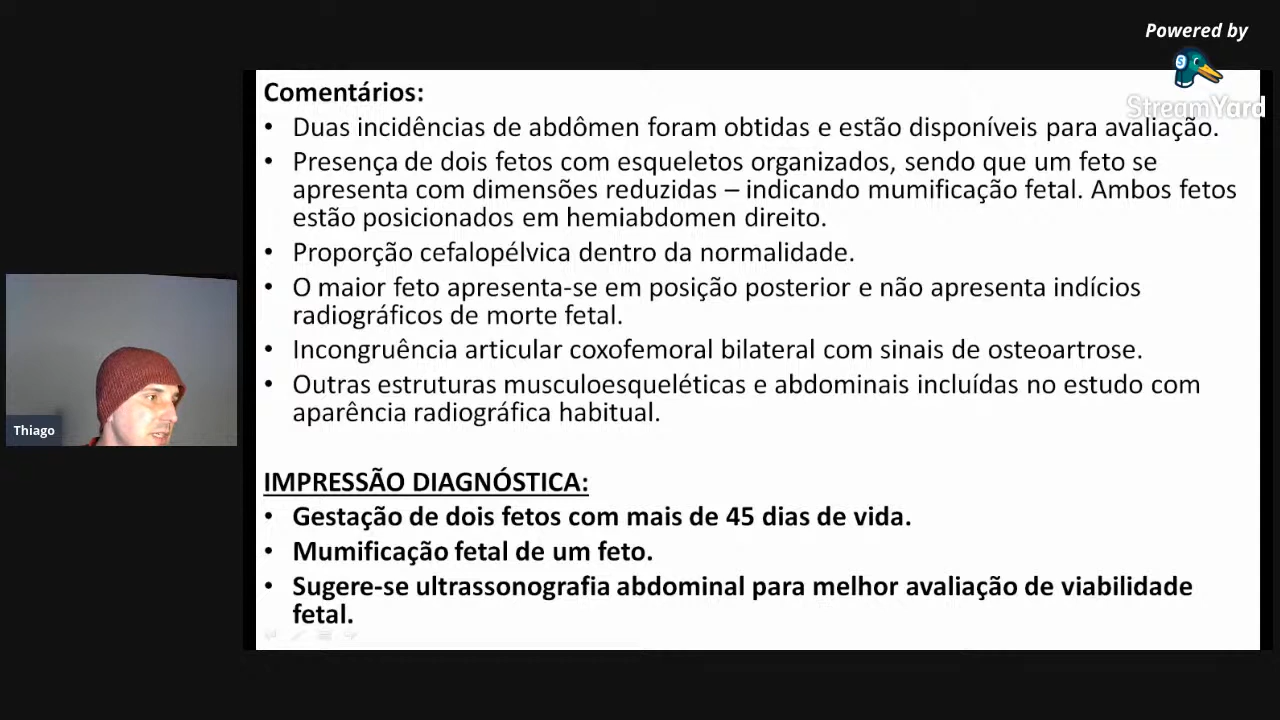 Powered by
StreamYard
Comentários:
• Duas incidências de abdômen foram obtidas e estão disponíveis para avaliação.
• Presença de dois fetos com esqueletos organizados, sendo que um feto se
apresenta com dimensões reduzidas – indicando mumificação fetal. Ambos fetos
estão posicionados em hemiabdomen direito.
• Proporção cefalopélvica dentro da normalidade.
• O maior feto apresenta-se em posição posterior e não apresenta indícios
radiográficos de morte fetal.
• Incongruência articular coxofemoral bilateral com sinais de osteoartrose.
• Outras estruturas musculoesqueléticas e abdominais incluídas no estudo com
aparência radiográfica habitual.
Thiago
IMPRESSÃO DIAGNÓSTICA:
• Gestação de dois fetos com mais de 45 dias de vida.
• Mumificação fetal de um feto.
• Sugere-se ultrassonografia abdominal para melhor avaliação de viabilidade
fetal.